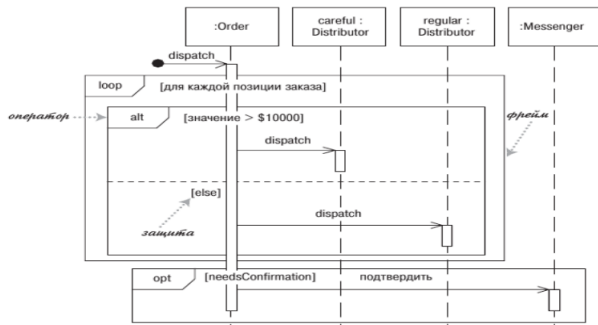 :Order
careful :
Distributor
regular :
Distributor
:Messenger
dispatch
loop
[для каждой позиции заказа]
оператор
alt
[значение > $10000]
фрейм
dispatch
[else]
dispatch
защита
opt
[needsConfirmation]
подтвердить